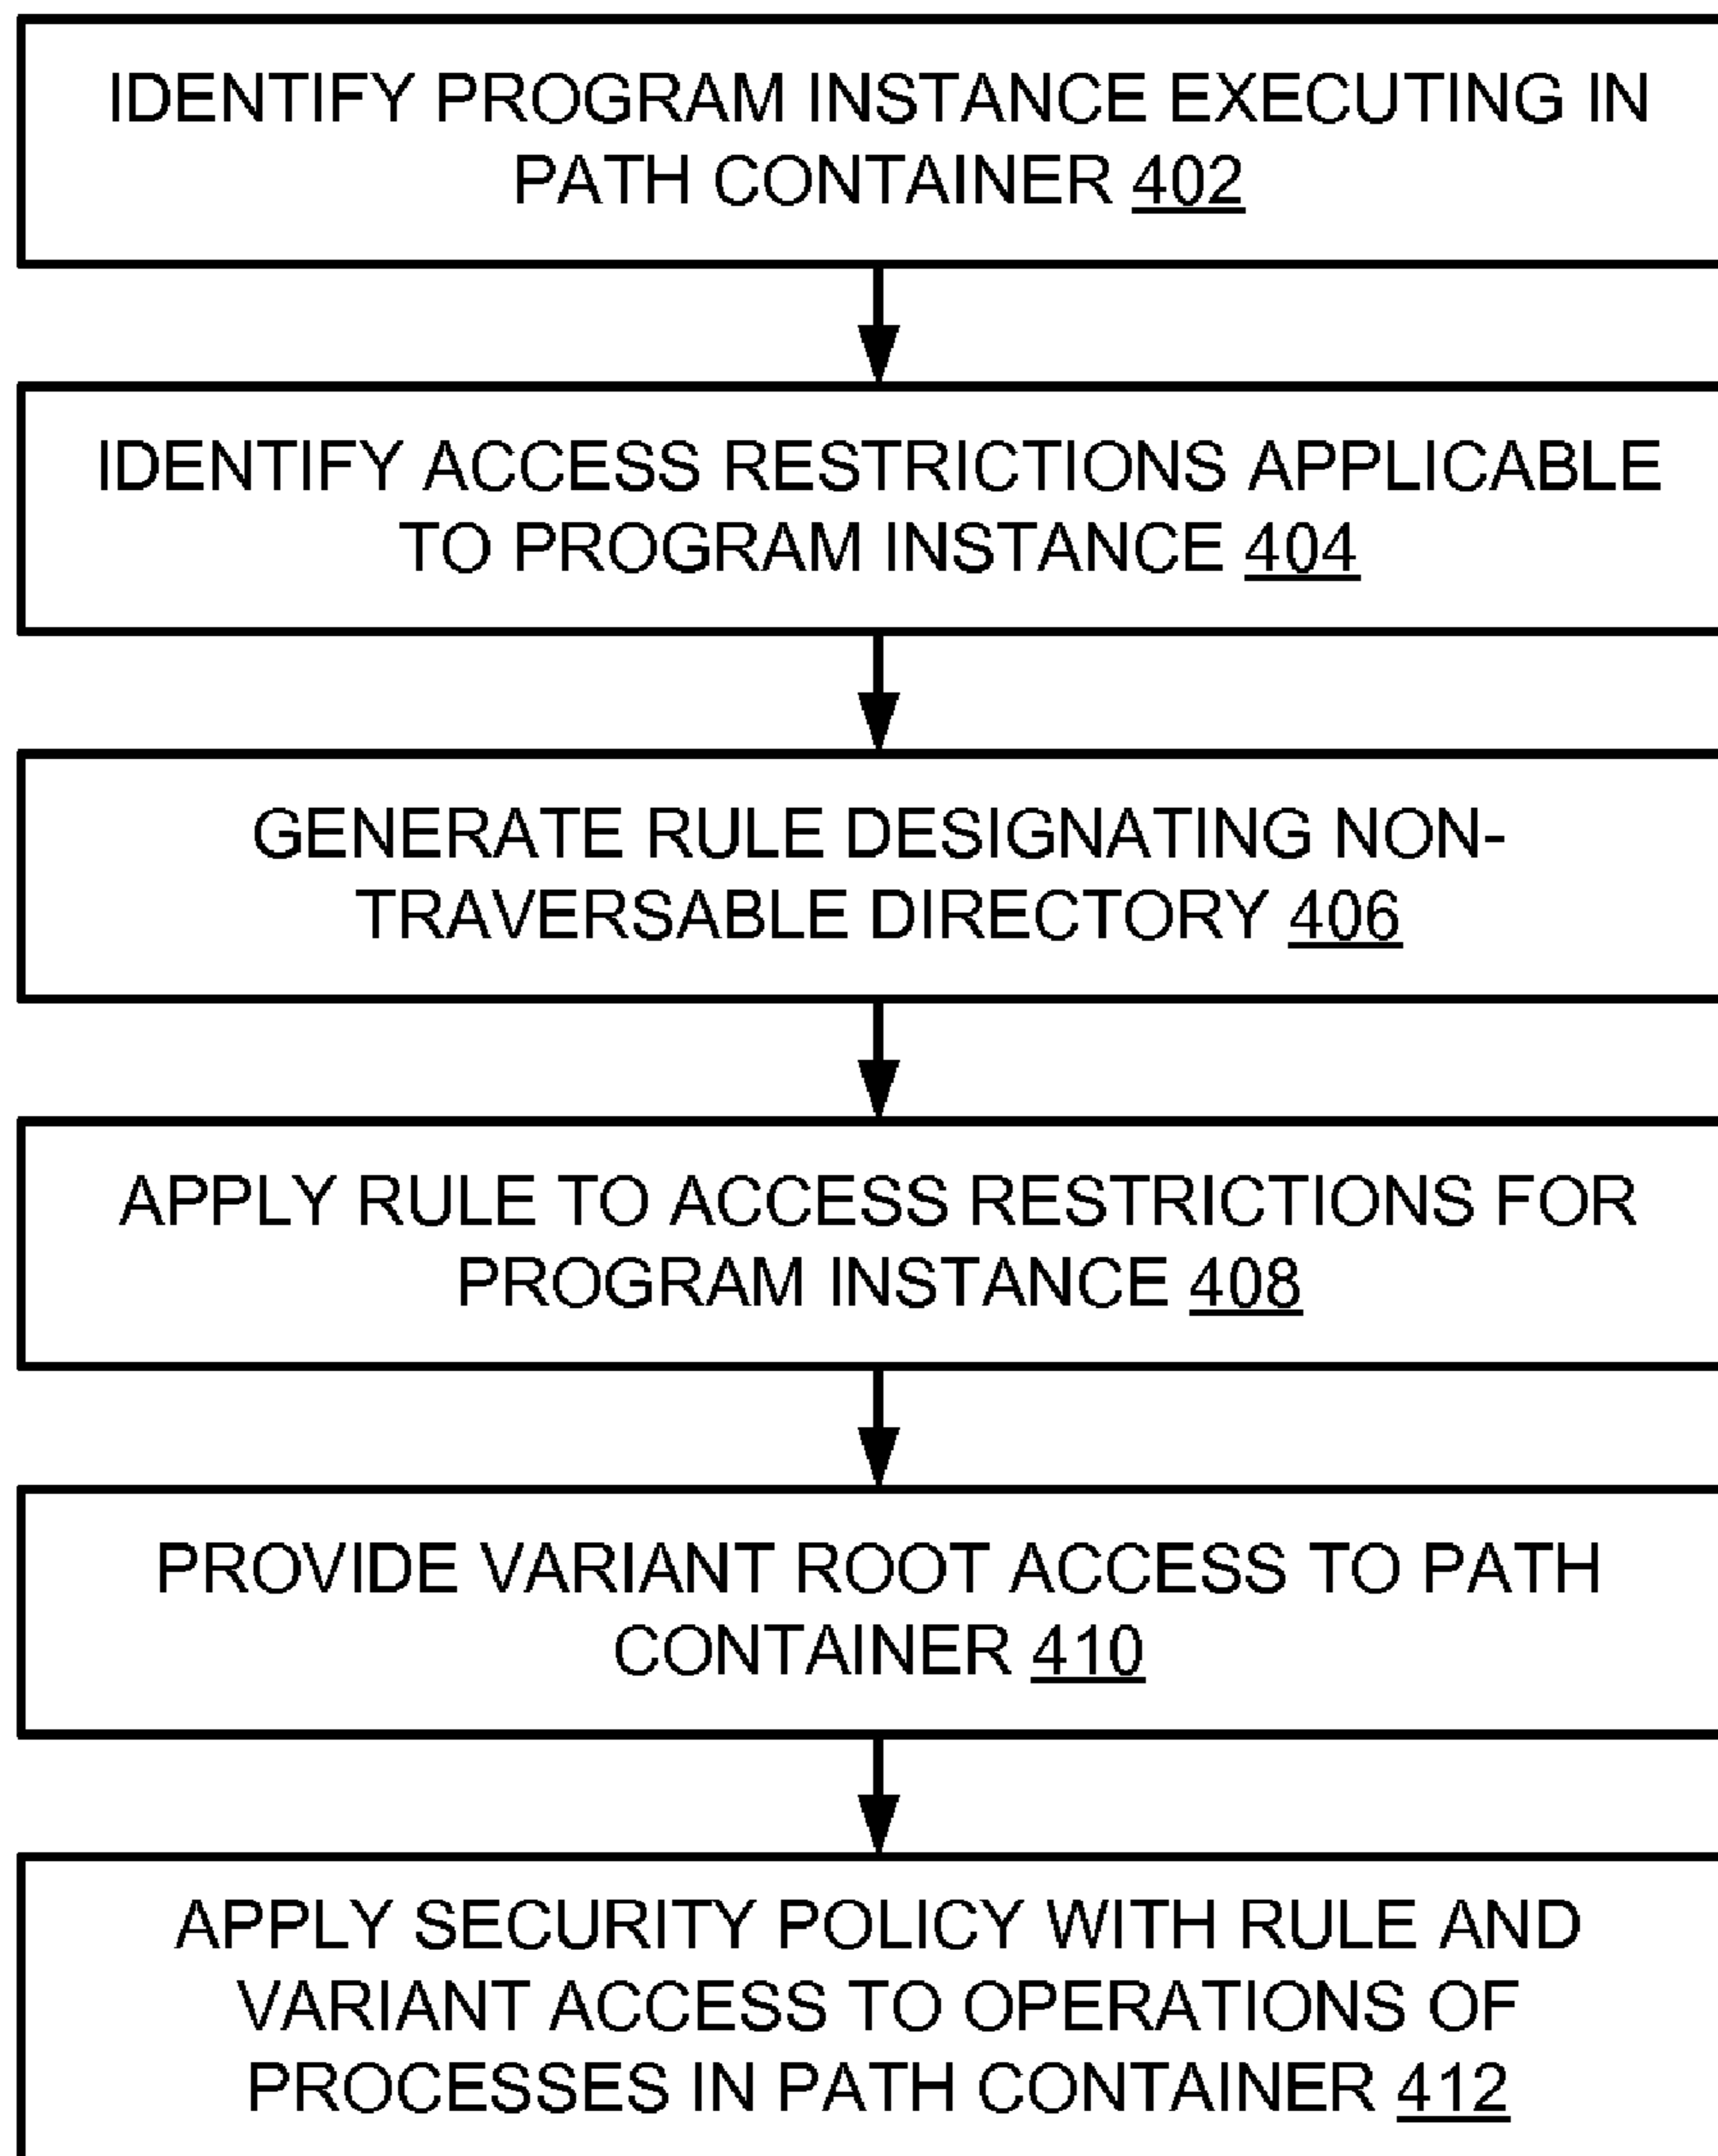 IDENTIFY PROGRAM INSTANCE EXECUTING IN
PATH CONTAINER 402
IDENTIFY ACCESS RESTRICTIONS APPLICABLE
TO PROGRAM INSTANCE 404
GENERATE RULE DESIGNATING NON-
TRAVERSABLE DIRECTORY 406
APPLY RULE TO ACCESS RESTRICTIONS FOR
PROGRAM INSTANCE 408
PROVIDE VARIANT ROOT ACCESS TO PATH
CONTAINER 410
APPLY SECURITY POLICY WITH RULE AND
VARIANT ACCESS TO OPERATIONS OF
PROCESSES IN PATH CONTAINER 412